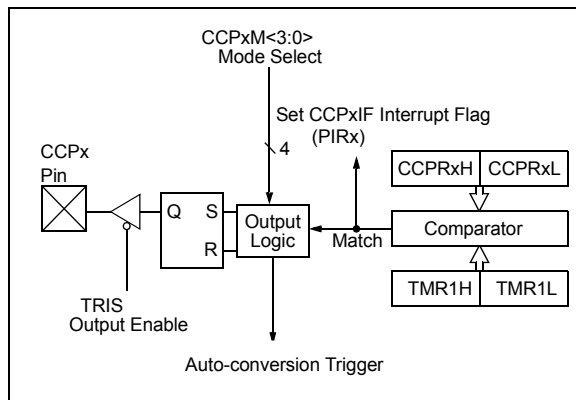 CCPxM<3:0>
Mode Select
Set CCPxIF Interrupt Flag
(PIRx)
4
CCPx
Pin
CCPRxH CCPRxL
Q S
R
Output
Logic
Match
Comparator
TMR1H TMR1L
TRIS
Output Enable
Auto-conversion Trigger